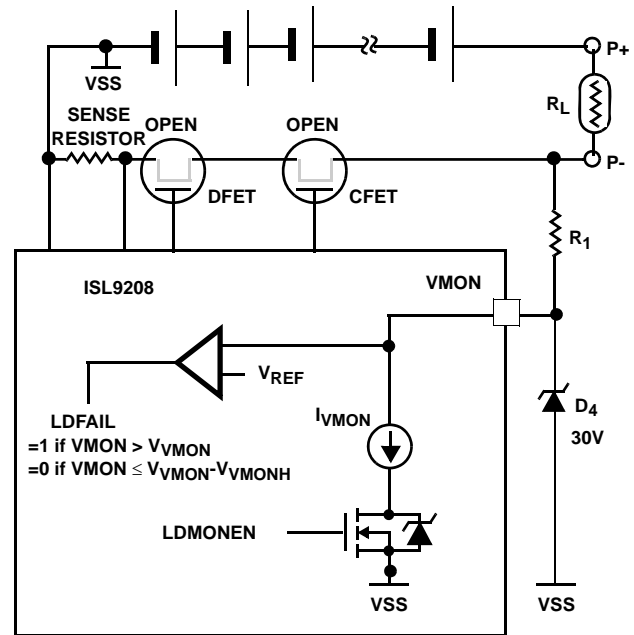 P+
VSS
SENSE
RESISTOR
OPEN
OPEN
RL
P-
DFET
CFET
R1
ISL9208
VMON
VREF
LDFAIL
=1 if VMON > VVMON
=0 if VMON ≤ VVMON-VVMONH
IVMON
D4
30V
LDMONEN
VSS
VSS